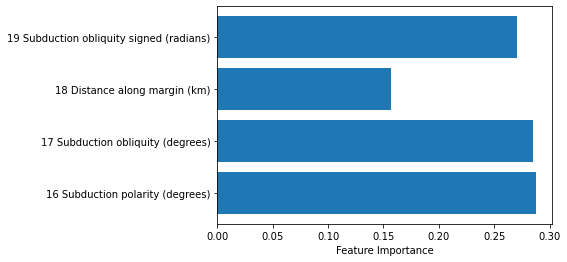 19 Subduction obliquity signed (radians)
18 Distance along margin (km)
17 Subduction obliquity (degrees)
16 Subduction polarity (degrees)
0.00 0.05 0.10 0.15 0.20 0.25 0.30
Feature Importance